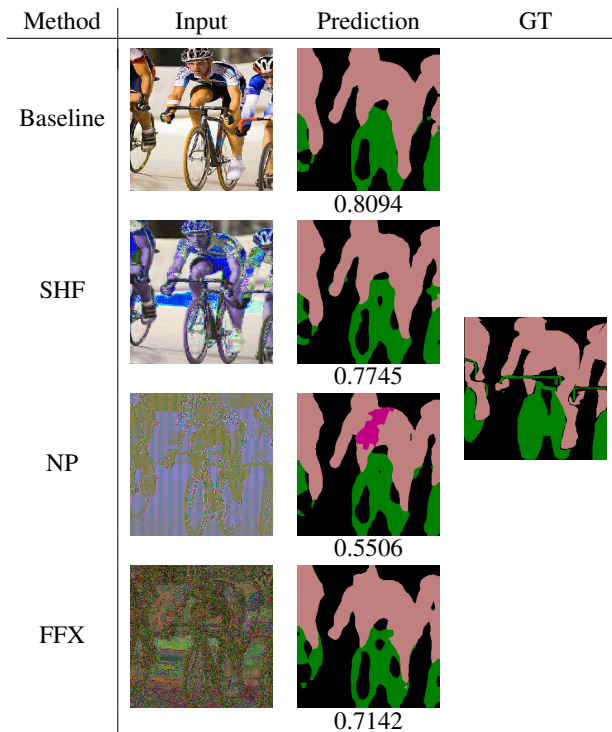 Method Input Prediction GT
Baseline
0.8094
SHF
0.7745
NP
0.5506
FFX
0.7142